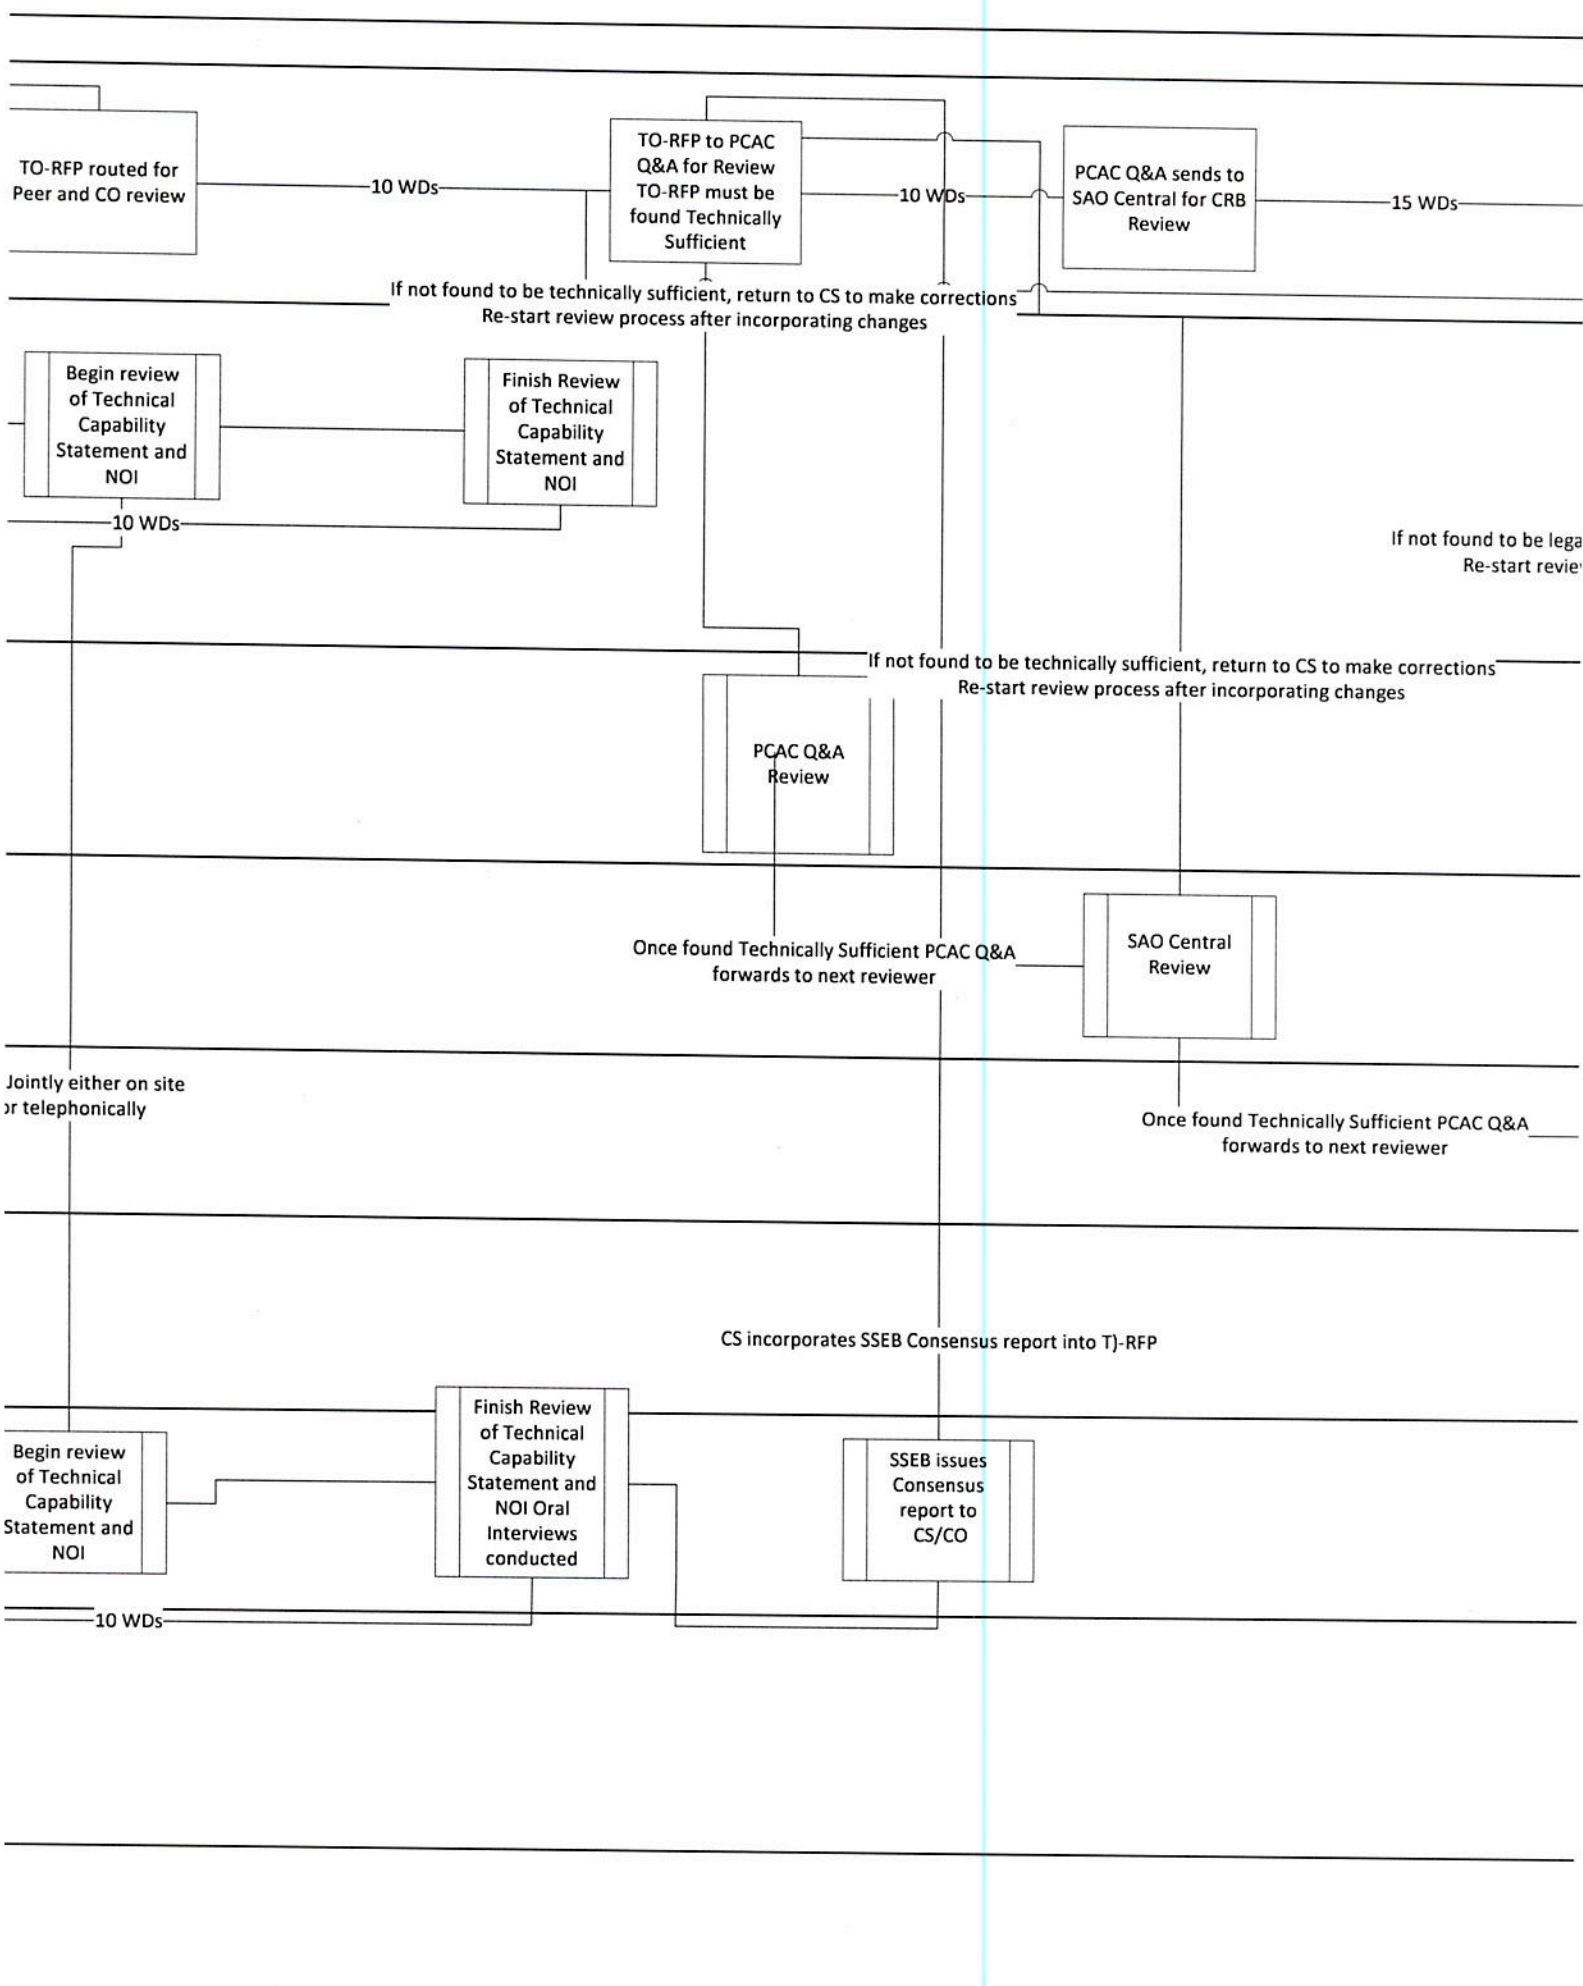 TO-RFP routed for
Peer and CO review
10 WDs
TO-RFP to PCAC
Q&A for Review
TO-RFP must be
found Technically
Sufficient
10 WDs
PCAC Q&A sends to
SAO Central for CRB
Review
15 WDs
If not found to be technically sufficient, return to CS to make corrections
Re-start review process after incorporating changes
Begin review
of Technical
Capability
Statement and
NOI
Finish Review
of Technical
Capability
Statement and
NOI
10 WDs
If not found to be lega
Re-start revie
If not found to be technically sufficient, return to CS to make corrections
Re-start review process after incorporating changes
PCAC Q&A
Review
Once found Technically Sufficient PCAC Q&A
forwards to next reviewer
SAO Central
Review
Jointly either on site
or telephonically
Once found Technically Sufficient PCAC Q&A
forwards to next reviewer
CS incorporates SSEB Consensus report into T)-RFP
Begin review
of Technical
Capability
Statement and
NOI
Finish Review
of Technical
Capability
Statement and
NOI Oral
Interviews
conducted
SSEB issues
Consensus
report to
CS/CO
10 WDs